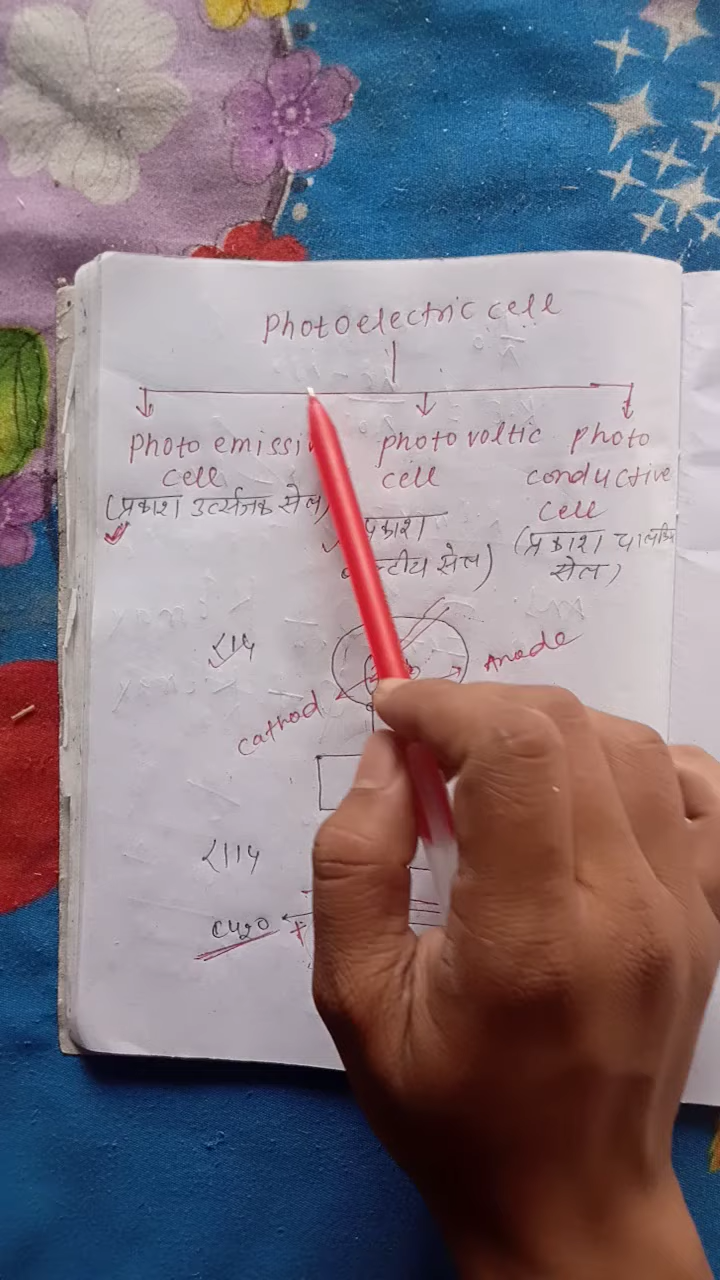 Photoelectric cell
Photo emissi photo voltic photo
cell cell conductive
(प्रकाश उत्सर्जक सेल) cell
प्रकाश (प्रकाश चालकीय
सेल) सेल)
Anode
cathod
Cu2O
+